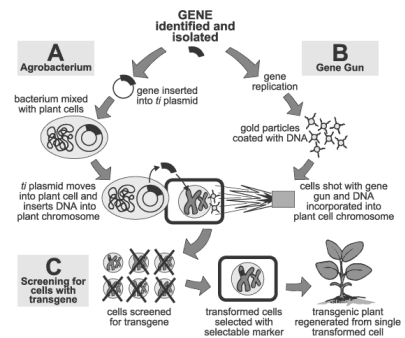 GENE
identified and
isolated
A
Agrobacterium
B
Gene Gun
gene inserted
into ti plasmid
gene
replication
bacterium mixed
with plant cells
gold particles
coated with DNA
ti plasmid moves
into plant cell and
inserts DNA into
plant chromosome
cells shot with gene
gun and DNA
incorporated into
plant cell chromosome
C
Screening for
cells with
transgene
cells screened
for transgene
transformed cells
selected with
selectable marker
transgenic plant
regenerated from single
transformed cell